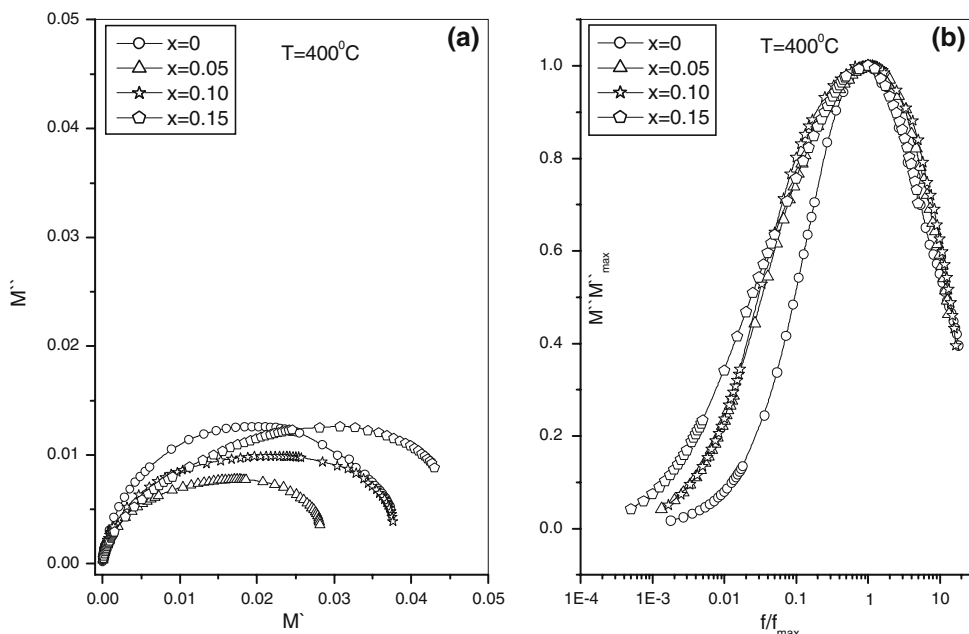 (a)
T=400⁰C
x=0
x=0.05
x=0.10
x=0.15
0.05
0.04
0.03
0.02
0.01
0.00
M``
0.00 0.01 0.02 0.03 0.04 0.05
M`
(b)
T=400⁰C
x=0
x=0.05
x=0.10
x=0.15
1.0
0.8
0.6
0.4
0.2
0.0
M``M``max
1E-4 1E-3 0.01 0.1 1 10
f/fmax